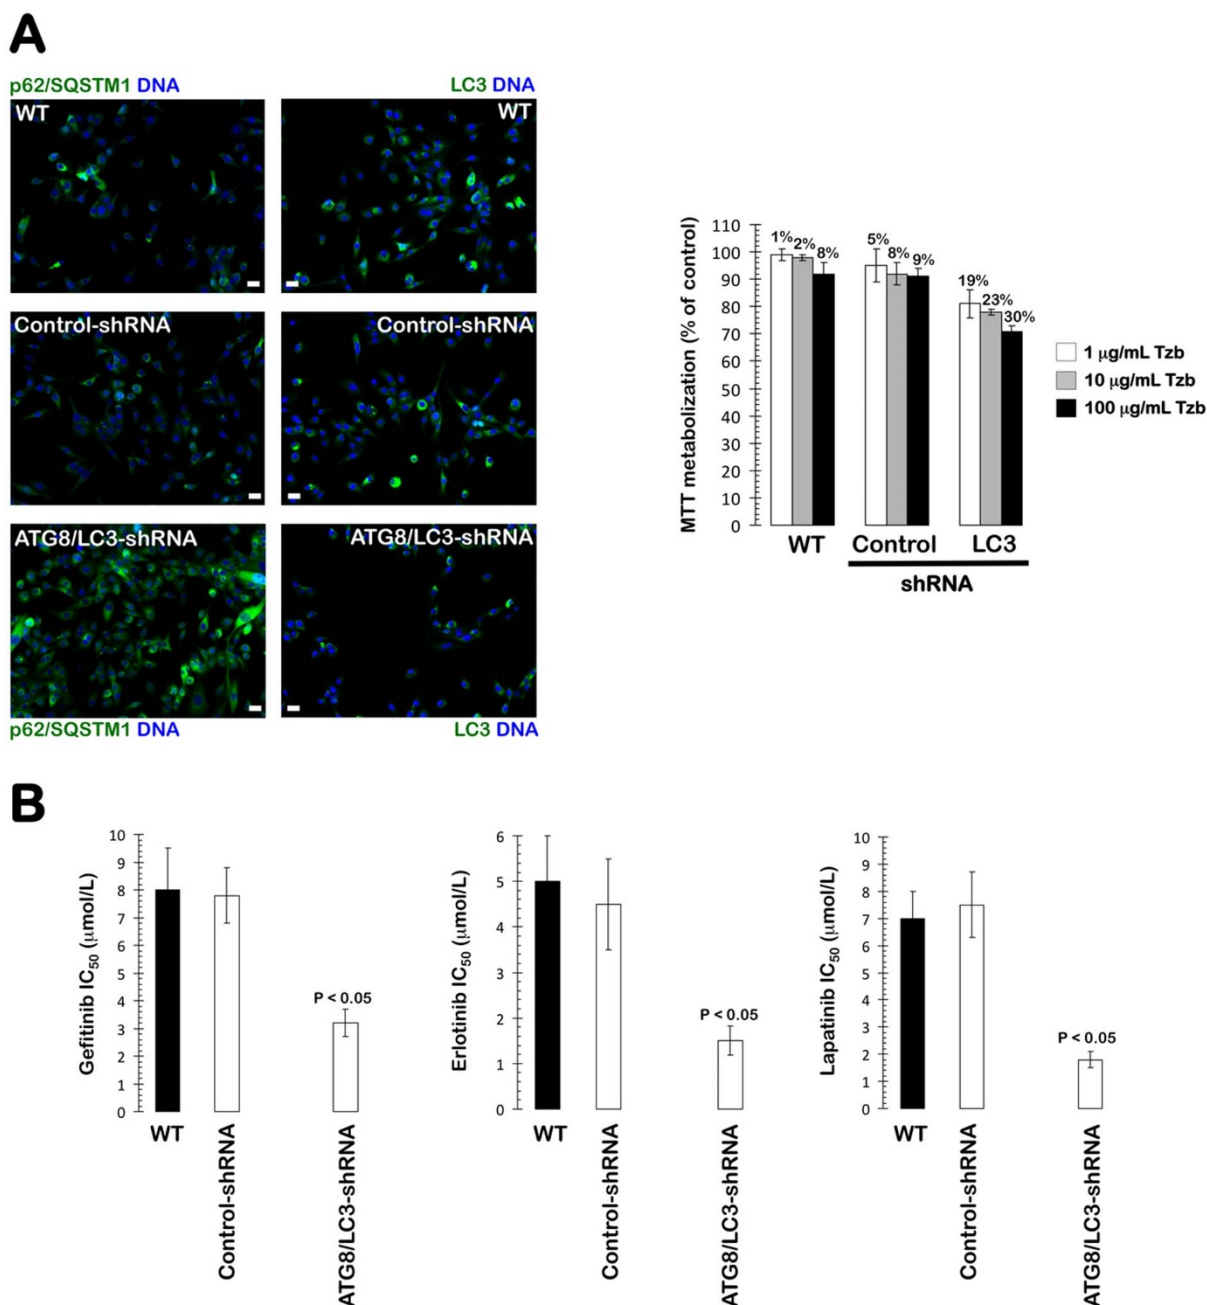 A
p62/SQSTM1 DNA
LC3 DNA
WT
WT
Control-shRNA
Control-shRNA
ATG8/LC3-shRNA
ATG8/LC3-shRNA
p62/SQSTM1 DNA
LC3 DNA
MTT metabolization (% of control)
110
100
90
80
70
60
50
40
30
20
10
0
1%
2%
8%
5%
8%
9%
19%
23%
30%
WT
Control
LC3
shRNA
1 μg/mL Tzb
10 μg/mL Tzb
100 μg/mL Tzb
B
Gefitinib IC50 (μmol/L)
10
9
8
7
6
5
4
3
2
1
0
P < 0.05
WT
Control-shRNA
ATG8/LC3-shRNA
Erlotinib IC50 (μmol/L)
6
5
4
3
2
1
0
P < 0.05
WT
Control-shRNA
ATG8/LC3-shRNA
Lapatinib IC50 (μmol/L)
10
9
8
7
6
5
4
3
2
1
0
P < 0.05
WT
Control-shRNA
ATG8/LC3-shRNA